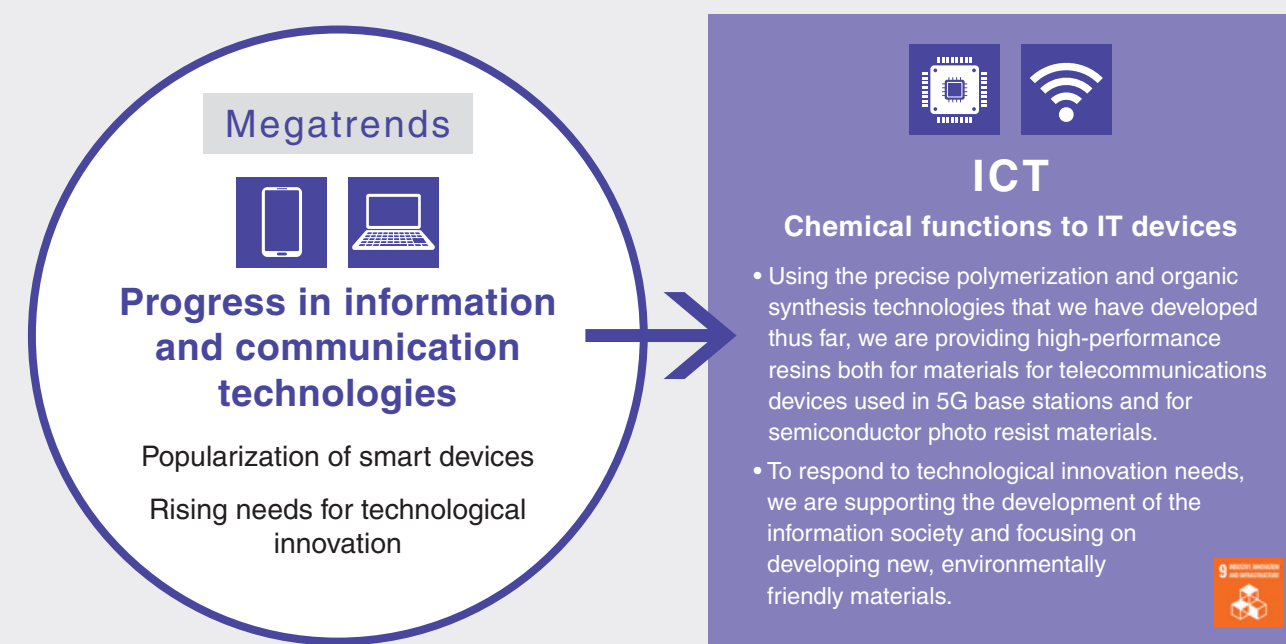 Megatrends
Progress in information
and communication
technologies
Popularization of smart devices
Rising needs for technological
innovation
ICT
Chemical functions to IT devices
• Using the precise polymerization and organic
synthesis technologies that we have developed
thus far, we are providing high-performance
resins both for materials for telecommunications
devices used in 5G base stations and for
semiconductor photo resist materials.
• To respond to technological innovation needs,
we are supporting the development of the
information society and focusing on
developing new, environmentally
friendly materials.
9 INDUSTRY, INNOVATION
AND INFRASTRUCTURE